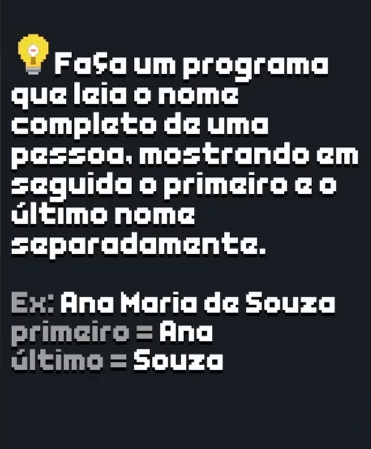 Faça um programa
que leia o nome
completo de uma
pessoa, mostrando em
seguida o primeiro e o
último nome
separadamente.
Ex: Ana Maria de Souza
primeiro = Ana
último = Souza